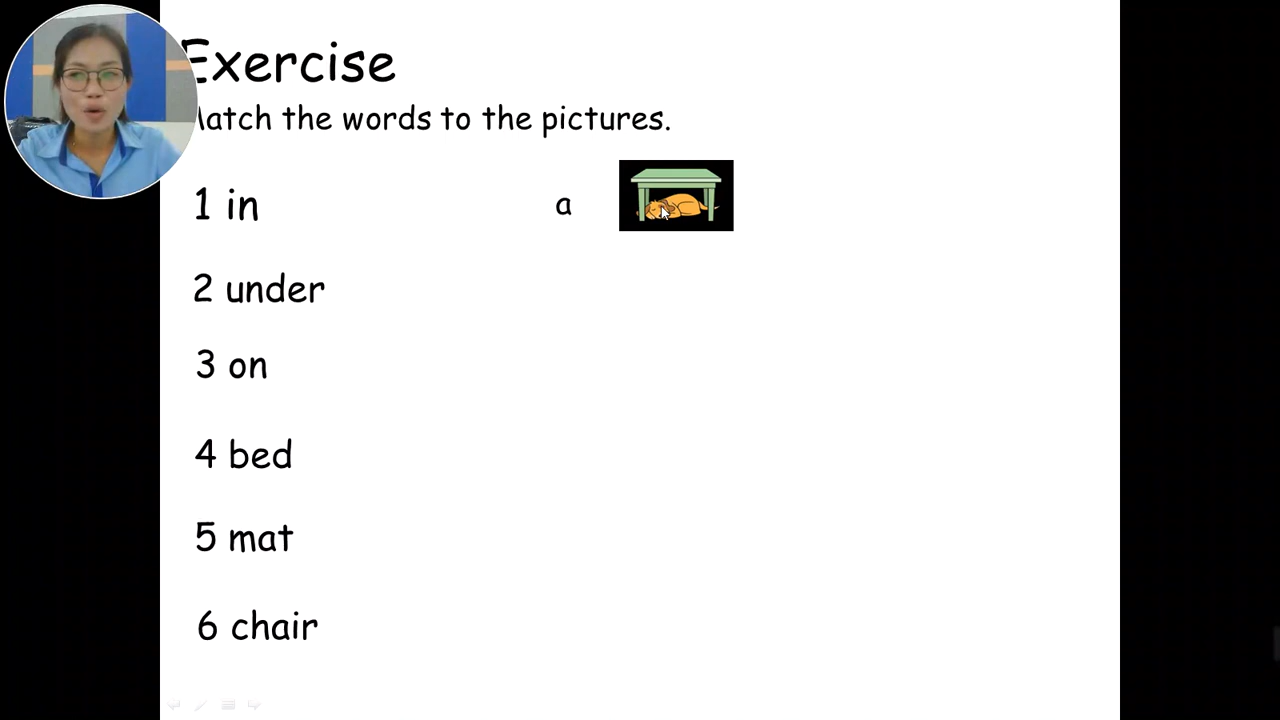 Exercise
Match the words to the pictures.
1 in
a
2 under
3 on
4 bed
5 mat
6 chair